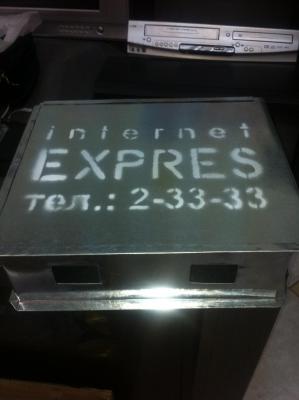 internet
EXPRES
тел.: 2-33-33